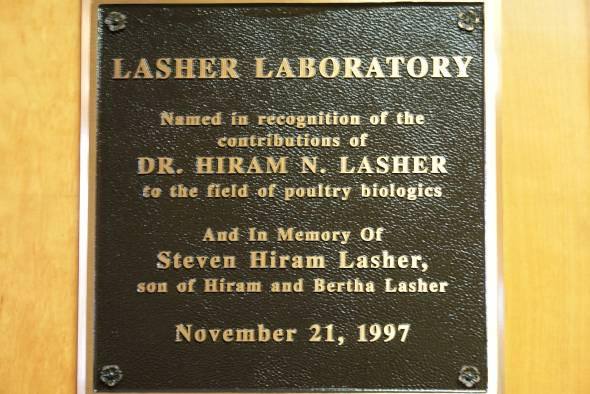 LASHER LABORATORY
Named in recognition of the
contributions of
DR. HIRAM N. LASHER
to the field of poultry biologics
And In Memory Of
Steven Hiram Lasher,
son of Hiram and Bertha Lasher
November 21, 1997